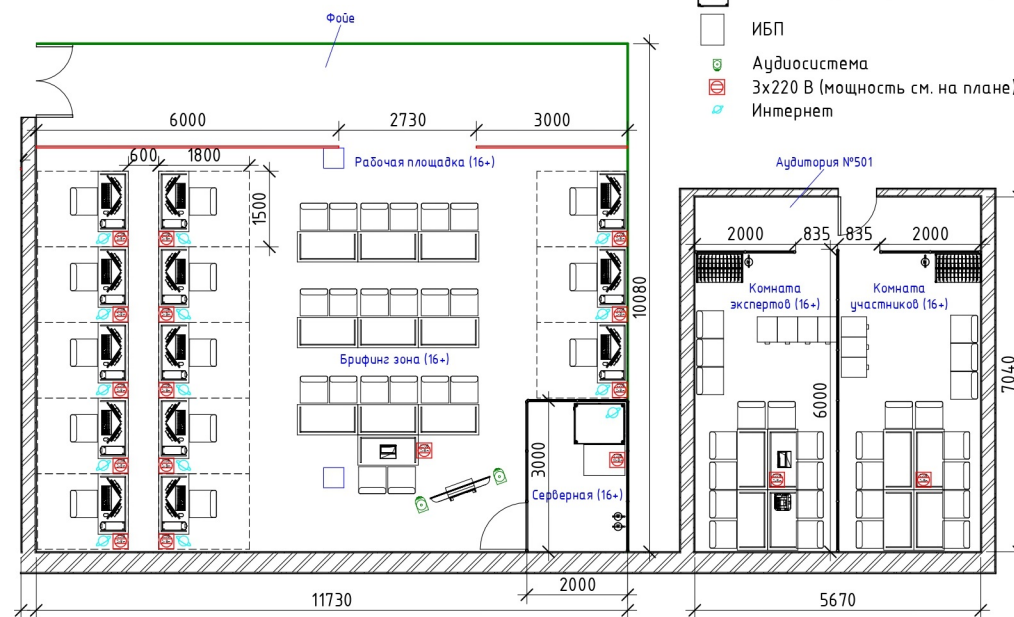 Фойе
ИБП
Аудиосистема
3х220 В (мощность см. на плане)
Интернет
6000
2730
3000
600
1800
Рабочая площадка (16+)
Аудитория №501
1500
2000
835
835
2000
10080
Комната
экспертов (16+)
Комната
участников (16+)
Брифинг зона (16+)
6000
7040
3000
Серверная (16+)
2000
11730
5670